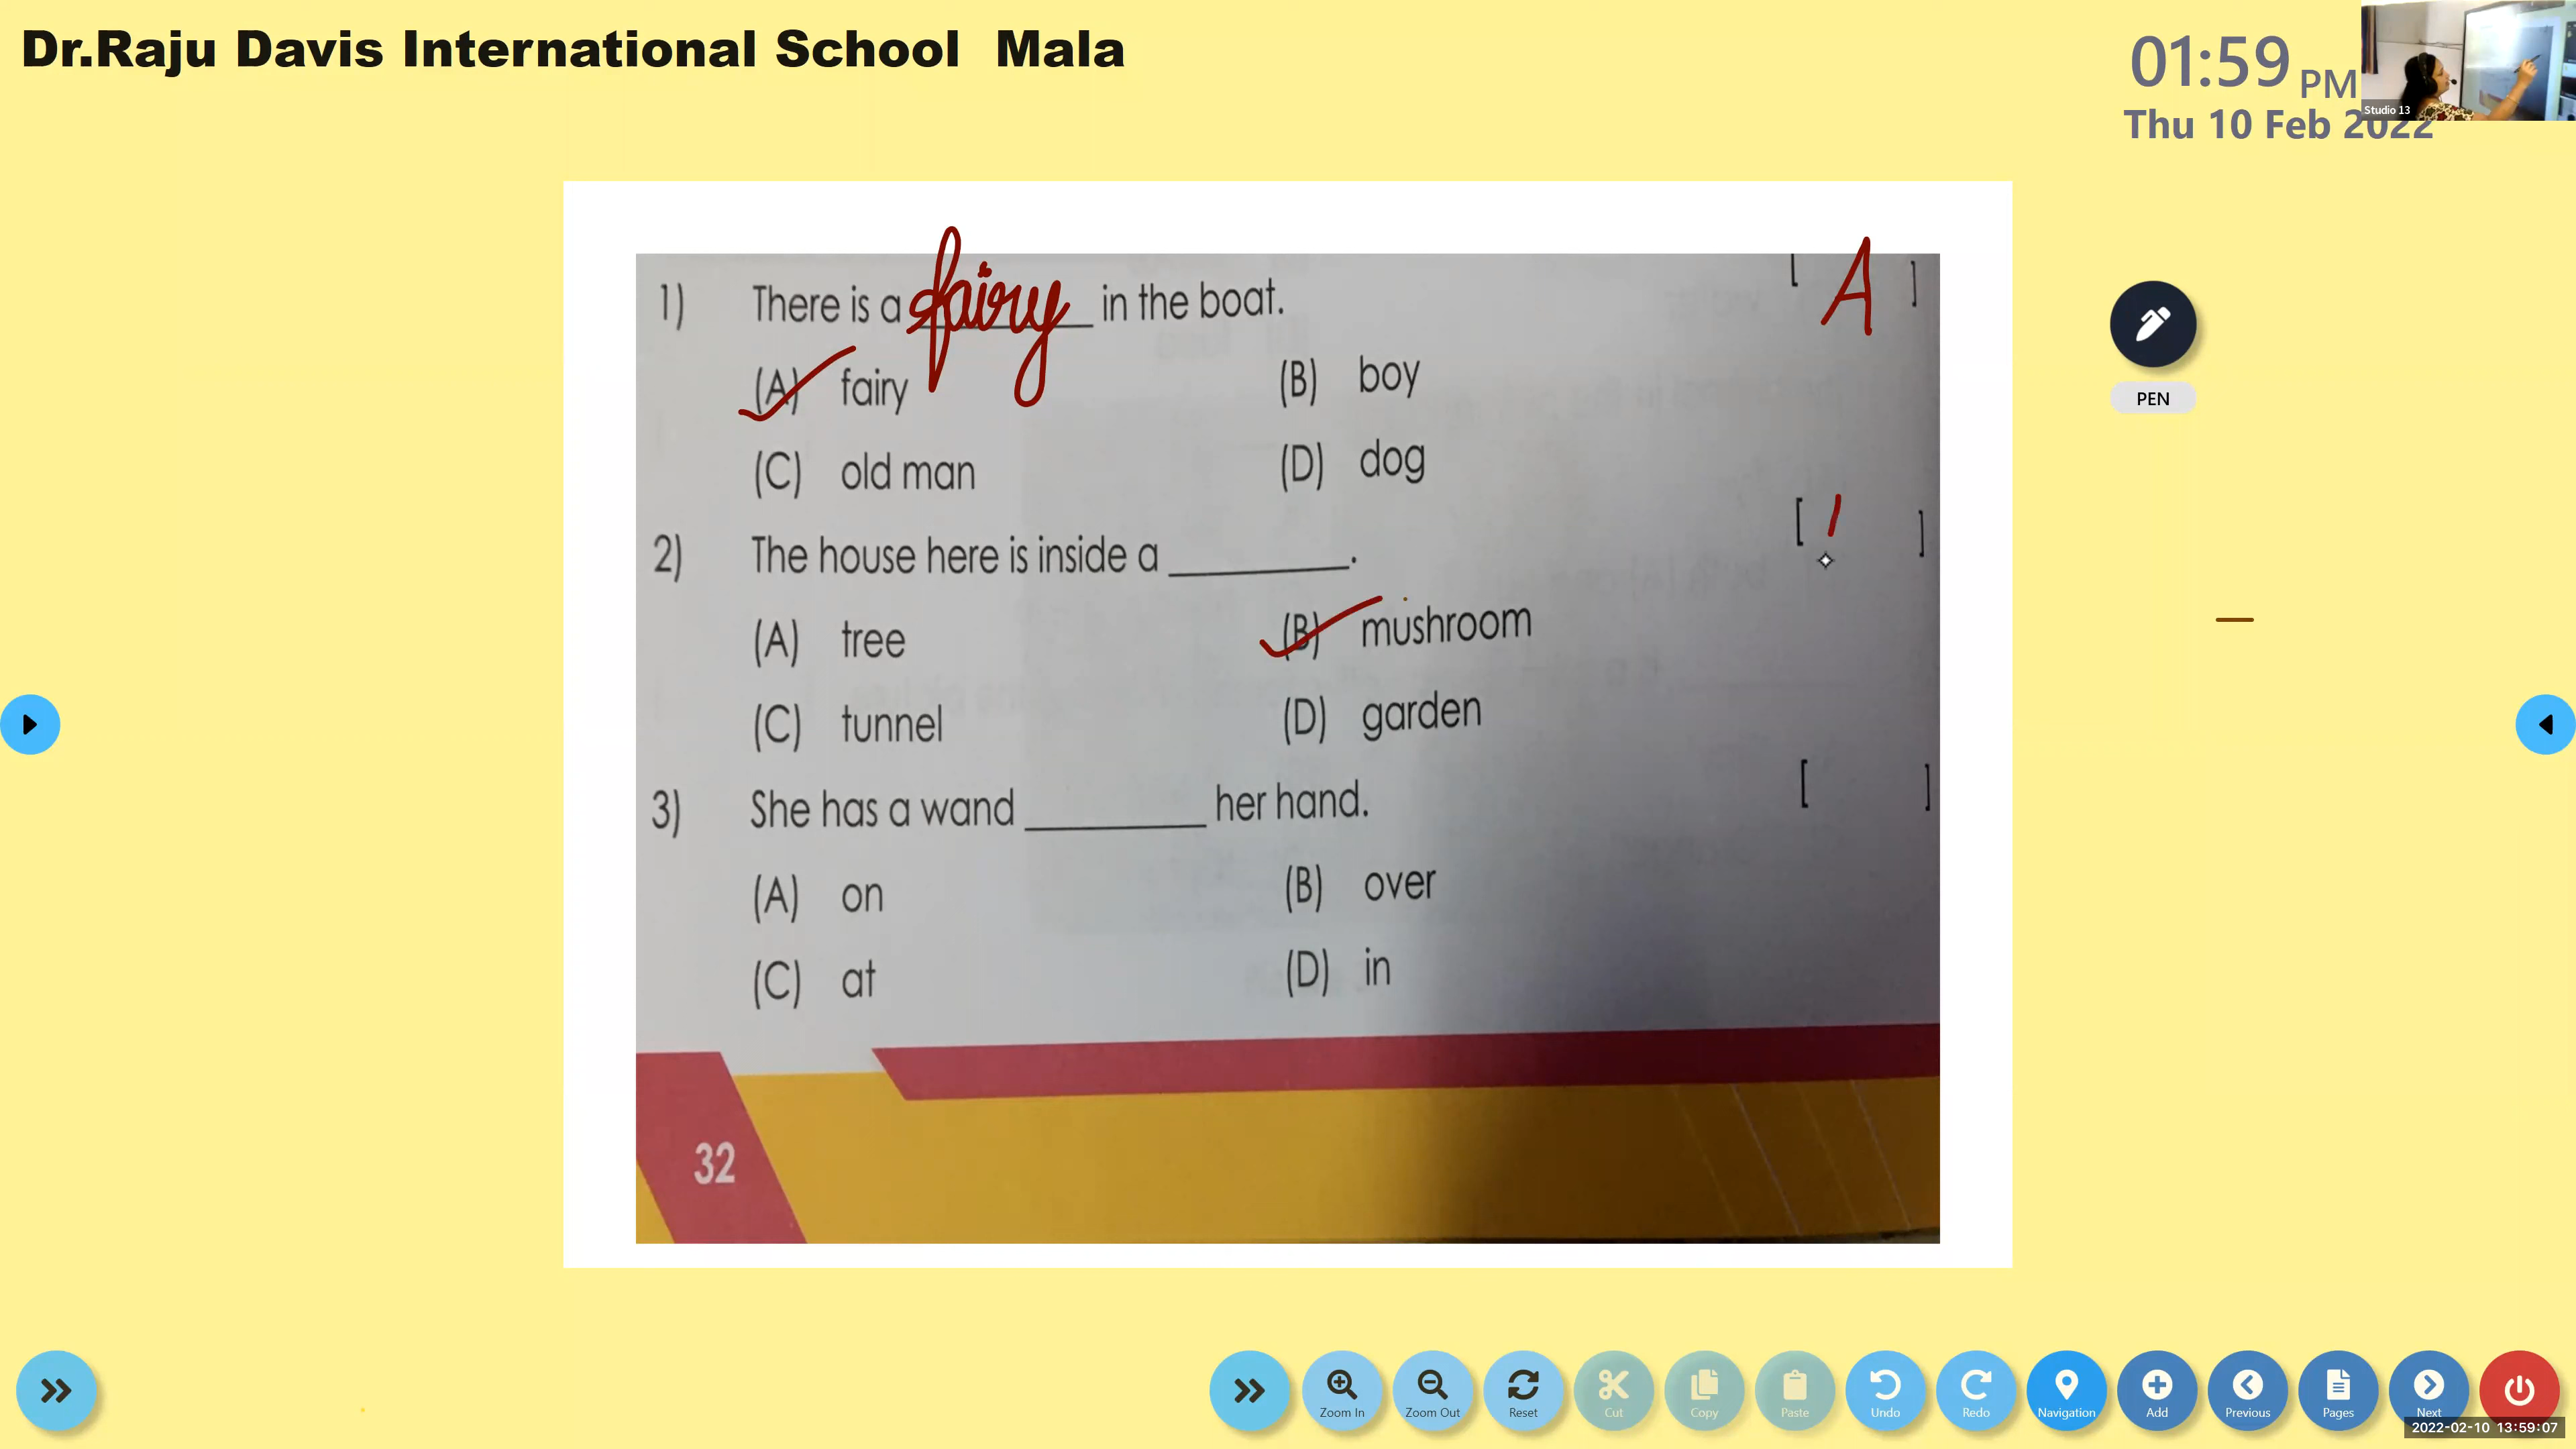 Dr.Raju Davis International School Mala
01:59 PM
Thu 10 Feb 2022
Studio 13
PEN
1) There is a fairy in the boat. [ A ]
(A) fairy (B) boy
(C) old man (D) dog
2) The house here is inside a ________. [ ]
(A) tree (B) mushroom
(C) tunnel (D) garden
3) She has a wand ________ her hand. [ ]
(A) on (B) over
(C) at (D) in
32
Zoom In Zoom Out Reset Cut Copy Paste Undo Redo Navigation Add Previous Pages Next
2022-02-10 13:59:07